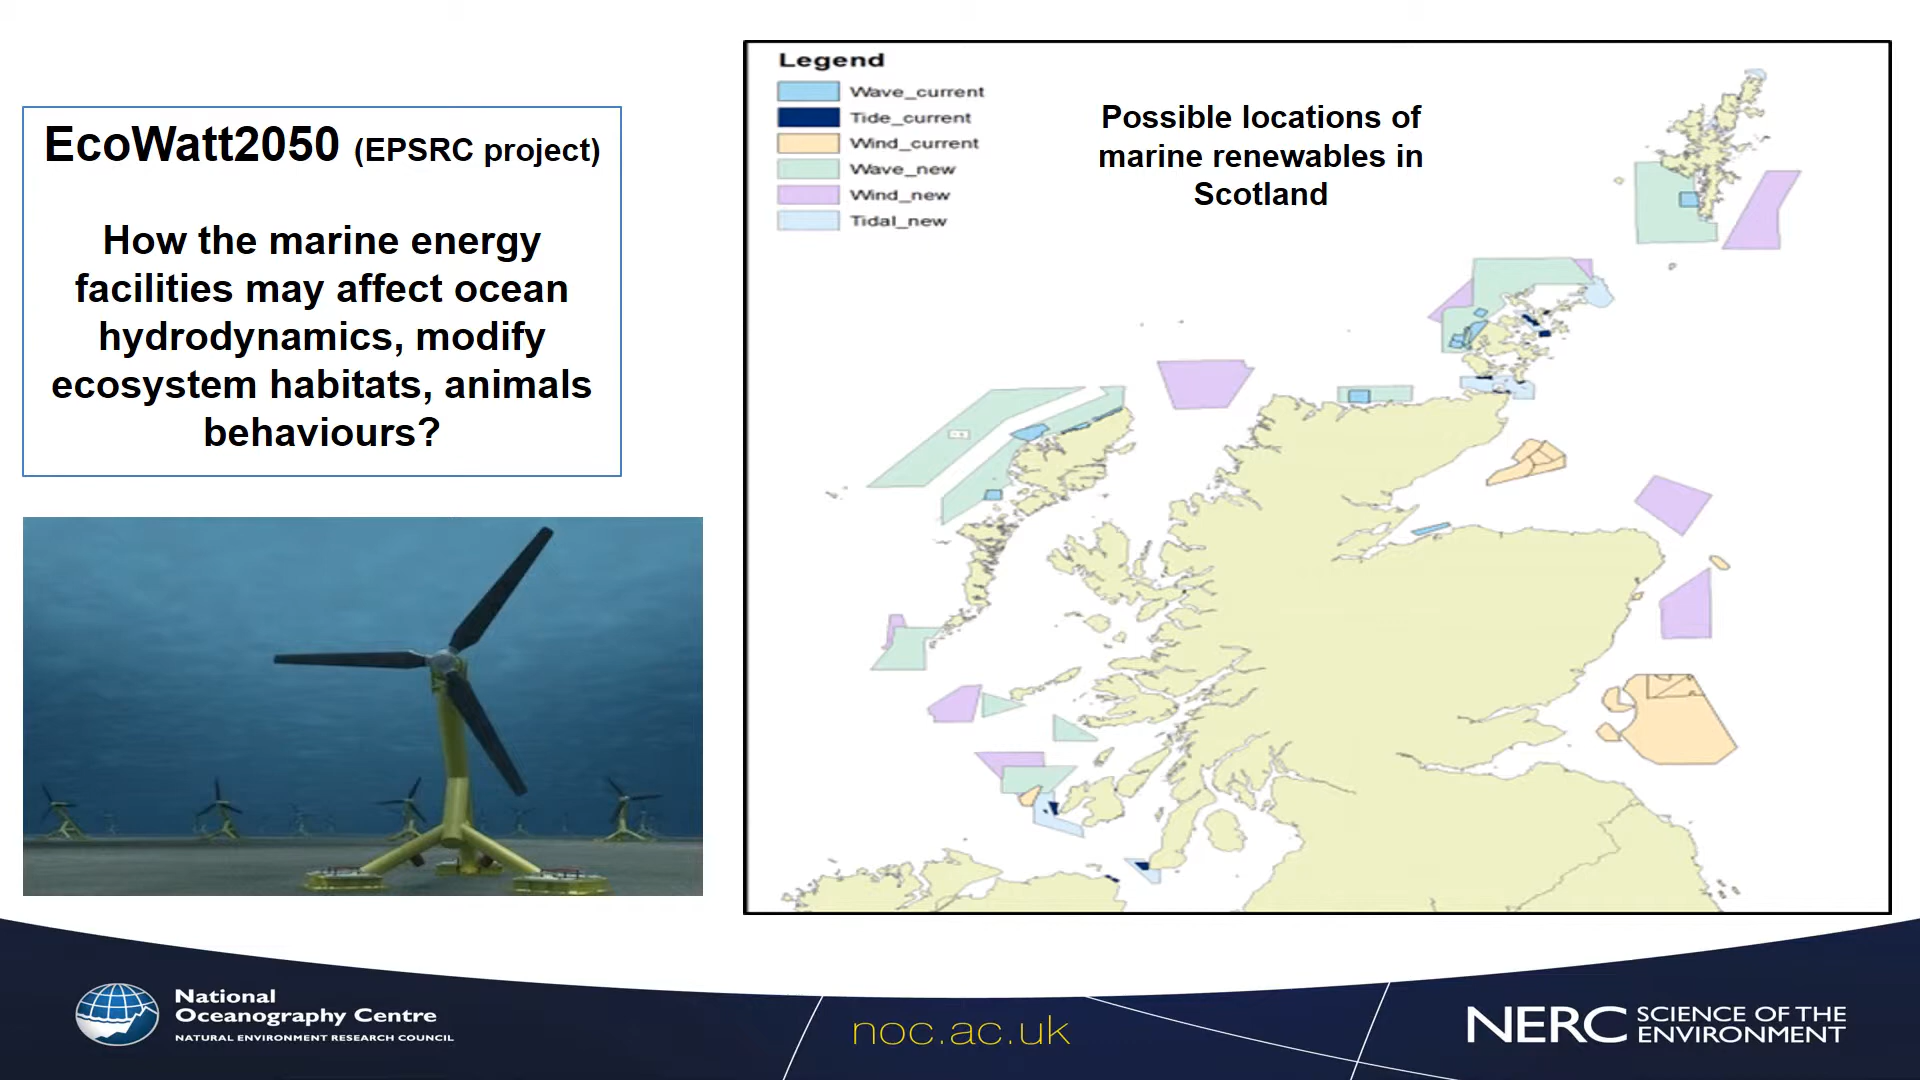 EcoWatt2050 (EPSRC project)
How the marine energy
facilities may affect ocean
hydrodynamics, modify
ecosystem habitats, animals
behaviours?
Legend
Wave_current
Tide_current
Wind_current
Wave_new
Wind_new
Tidal_new
Possible locations of
marine renewables in
Scotland
National
Oceanography Centre
NATURAL ENVIRONMENT RESEARCH COUNCIL
noc.ac.uk
NERC SCIENCE OF THE
ENVIRONMENT